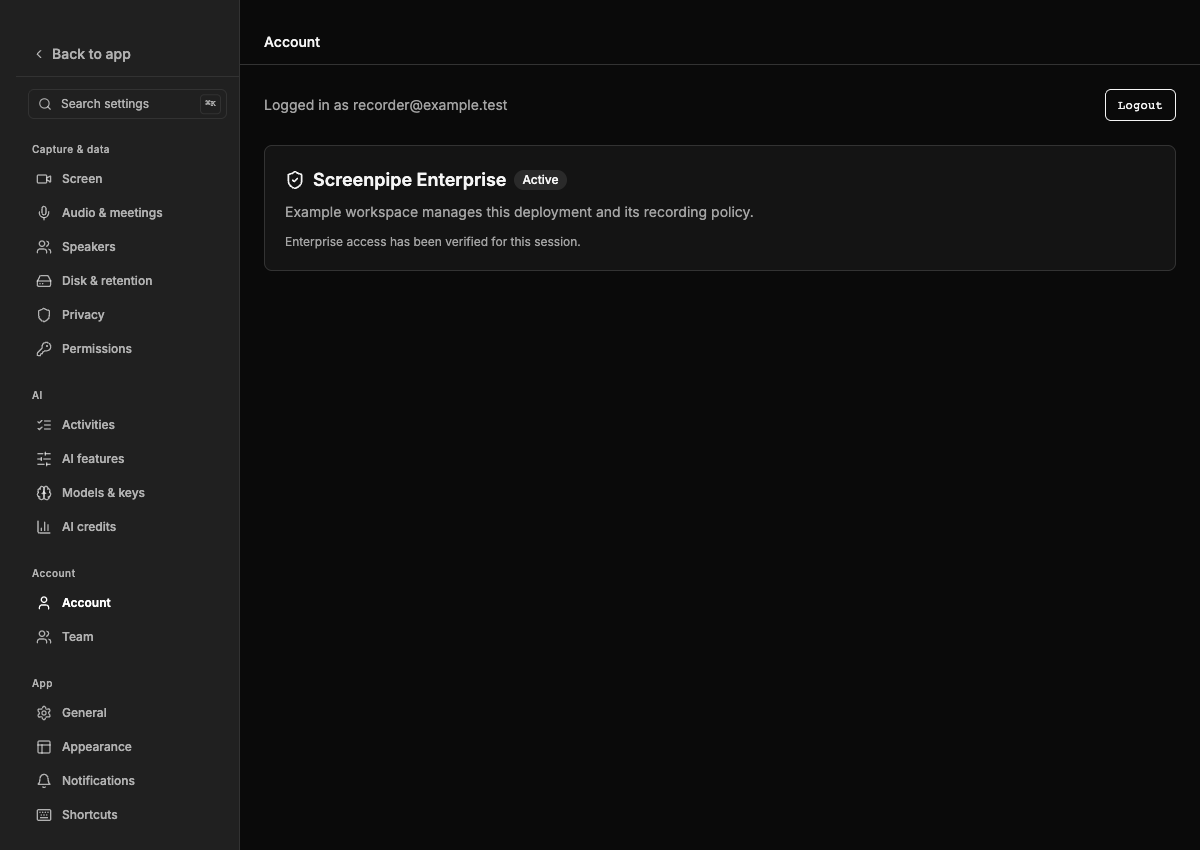 Back to app
Search settings
⌘K
Capture & data
Screen
Audio & meetings
Speakers
Disk & retention
Privacy
Permissions
AI
Activities
AI features
Models & keys
AI credits
Account
Account
Team
App
General
Appearance
Notifications
Shortcuts
Account
Logged in as recorder@example.test
Logout
Screenpipe Enterprise
Active
Example workspace manages this deployment and its recording policy.
Enterprise access has been verified for this session.